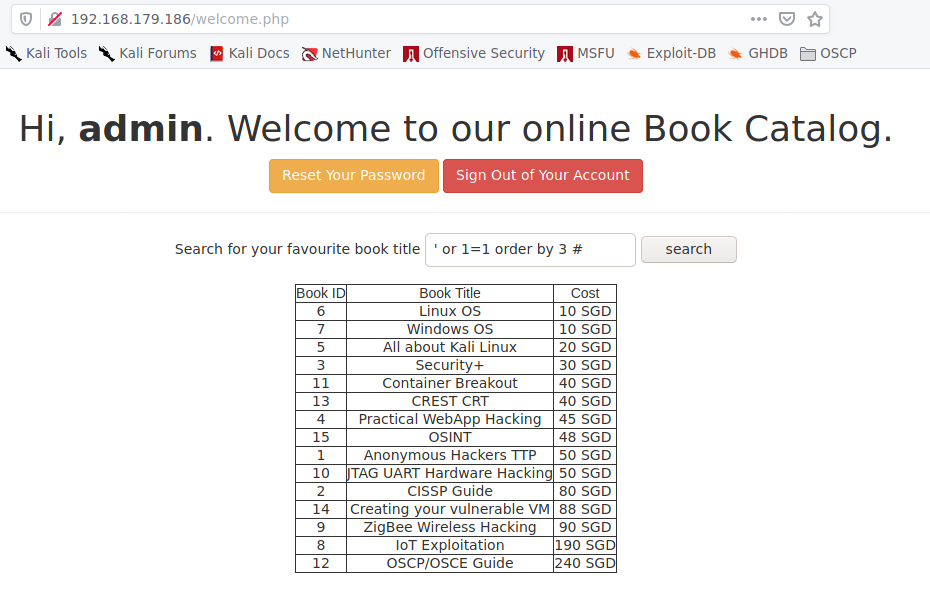 192.168.179.186/welcome.php
Kali Tools Kali Forums Kali Docs NetHunter Offensive Security MSFU Exploit-DB GHDB OSCP
Hi, admin. Welcome to our online Book Catalog.
Reset Your Password Sign Out of Your Account
Search for your favourite book title ' or 1=1 order by 3 # search
Book ID Book Title Cost
6 Linux OS 10 SGD
7 Windows OS 10 SGD
5 All about Kali Linux 20 SGD
3 Security+ 30 SGD
11 Container Breakout 40 SGD
13 CREST CRT 40 SGD
4 Practical WebApp Hacking 45 SGD
15 OSINT 48 SGD
1 Anonymous Hackers TTP 50 SGD
10 JTAG UART Hardware Hacking 50 SGD
2 CISSP Guide 80 SGD
14 Creating your vulnerable VM 88 SGD
9 ZigBee Wireless Hacking 90 SGD
8 IoT Exploitation 190 SGD
12 OSCP/OSCE Guide 240 SGD